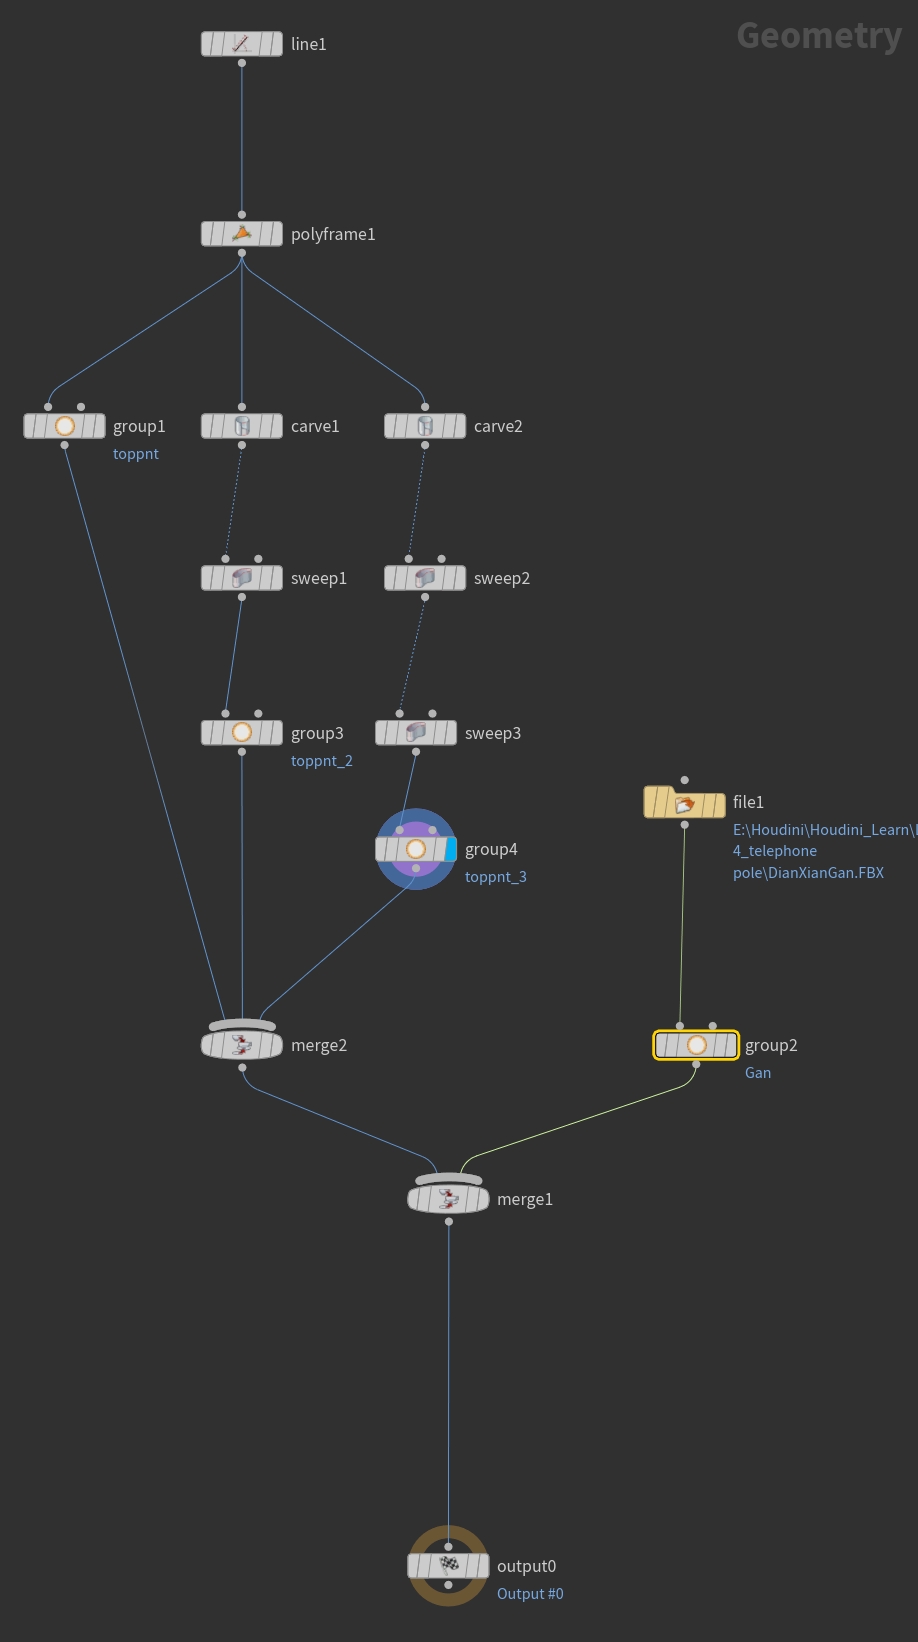 Geometry
line1
polyframe1
group1
toppnt
carve1
carve2
sweep1
sweep2
group3
toppnt_2
sweep3
file1
E:\Houdini\Houdini_Learn\
4_telephone
pole\DianXianGan.FBX
group4
toppnt_3
merge2
group2
Gan
merge1
output0
Output #0